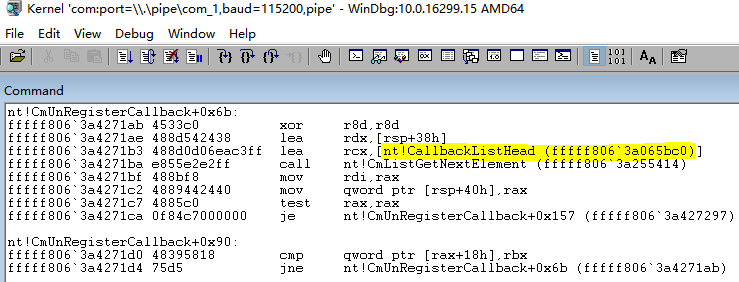 Kernel 'com:port=\\.\pipe\com_1,baud=115200,pipe' - WinDbg:10.0.16299.15 AMD64
File Edit View Debug Window Help
Command
nt!CmUnRegisterCallback+0x6b:
fffff806`3a4271ab 4533c0 xor r8d,r8d
fffff806`3a4271ae 488d542438 lea rdx,[rsp+38h]
fffff806`3a4271b3 488d0d06eac3ff lea rcx,[nt!CallbackListHead (fffff806`3a065bc0)]
fffff806`3a4271ba e855e2e2ff call nt!CmListGetNextElement (fffff806`3a255414)
fffff806`3a4271bf 488bf8 mov rdi,rax
fffff806`3a4271c2 4889442440 mov qword ptr [rsp+40h],rax
fffff806`3a4271c7 4885c0 test rax,rax
fffff806`3a4271ca 0f84c7000000 je nt!CmUnRegisterCallback+0x157 (fffff806`3a427297)
nt!CmUnRegisterCallback+0x90:
fffff806`3a4271d0 48395818 cmp qword ptr [rax+18h],rbx
fffff806`3a4271d4 75d5 jne nt!CmUnRegisterCallback+0x6b (fffff806`3a4271ab)